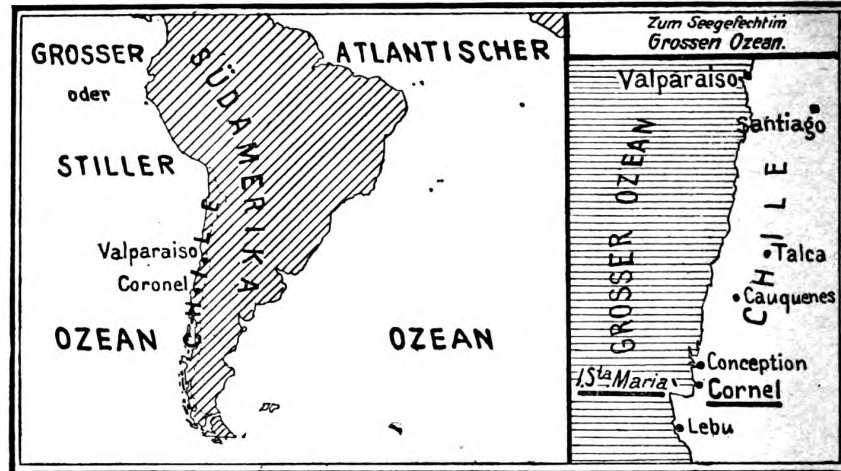 GROSSER
oder
STILLER
OZEAN
ATLANTISCHER
OZEAN
SÜDAMERIKA
CHILE
Valparaiso
Coronel
Zum Seegefecht im
Grossen Ozean.
Valparaiso
Santiago
GROSSER OZEAN
CHILE
Talca
Cauquenes
Conception
I. Sta Maria
Cornel
Lebu